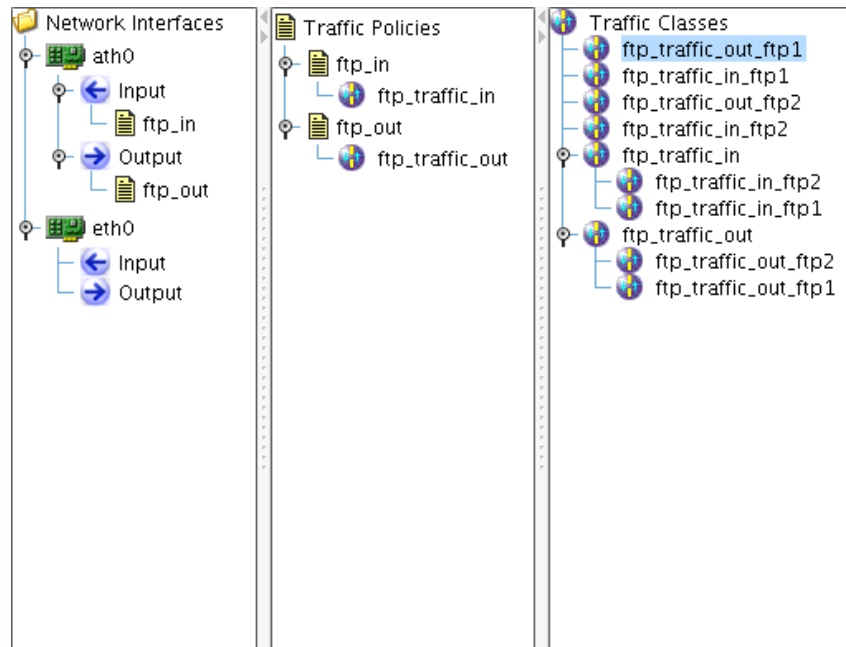 Network Interfaces
ath0
Input
ftp_in
Output
ftp_out
eth0
Input
Output
Traffic Policies
ftp_in
ftp_traffic_in
ftp_out
ftp_traffic_out
Traffic Classes
ftp_traffic_out_ftp1
ftp_traffic_in_ftp1
ftp_traffic_out_ftp2
ftp_traffic_in_ftp2
ftp_traffic_in
ftp_traffic_in_ftp2
ftp_traffic_in_ftp1
ftp_traffic_out
ftp_traffic_out_ftp2
ftp_traffic_out_ftp1